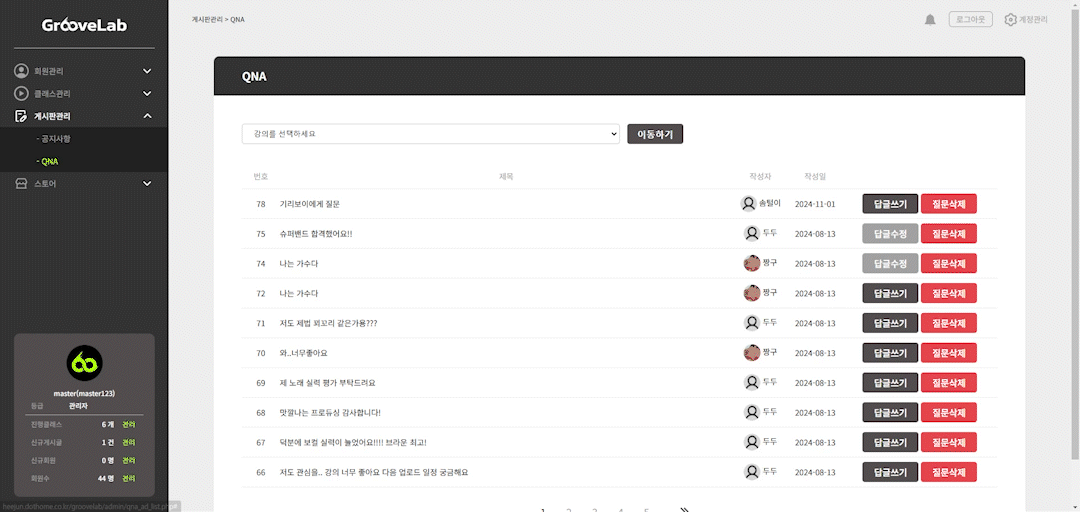 GrooveLab
게시판관리 > QNA
로그아웃
계정관리
회원관리
클래스관리
게시판관리
- 공지사항
- QNA
스토어
QNA
강의를 선택하세요
이동하기
번호 제목 작성자 작성일
78 기리보이에게 질문 솜털이 2024-11-01 답글쓰기 질문삭제
75 슈퍼밴드 합격했어요!! 두두 2024-08-13 답글수정 질문삭제
74 나는 가수다 짱구 2024-08-13 답글수정 질문삭제
72 나는 가수다 짱구 2024-08-13 답글쓰기 질문삭제
71 저도 제법 꾀꼬리 같은가용??? 두두 2024-08-13 답글쓰기 질문삭제
70 와..너무좋아요 짱구 2024-08-13 답글쓰기 질문삭제
69 제 노래 실력 평가 부탁드려요 두두 2024-08-13 답글쓰기 질문삭제
68 맛깔나는 프로듀싱 감사합니다! 두두 2024-08-13 답글쓰기 질문삭제
67 덕분에 보컬 실력이 늘었어요!!!! 브라운 최고! 두두 2024-08-13 답글쓰기 질문삭제
66 저도 관심을.. 강의 너무 좋아요 다음 업로드 일정 궁금해요 두두 2024-08-13 답글쓰기 질문삭제
1 2 3 4 5
master(master123)
등급 관리자
진행클래스 6 개 관리
신규게시글 1 건 관리
신규회원 0 명 관리
회원수 44 명 관리
heejun.dothome.co.kr/groovelab/admin/qna_ad_list.php#